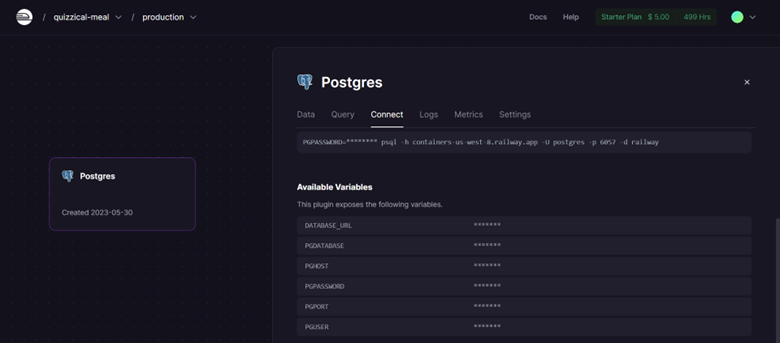 / quizzical-meal / production Docs Help Starter Plan $ 5.00 499 Hrs
Postgres
Data Query Connect Logs Metrics Settings
PGPASSWORD=******** psql -h containers-us-west-8.railway.app -U postgres -p 6057 -d railway
Postgres
Created 2023-05-30
Available Variables
This plugin exposes the following variables.
DATABASE_URL *******
PGDATABASE *******
PGHOST *******
PGPASSWORD *******
PGPORT *******
PGUSER *******